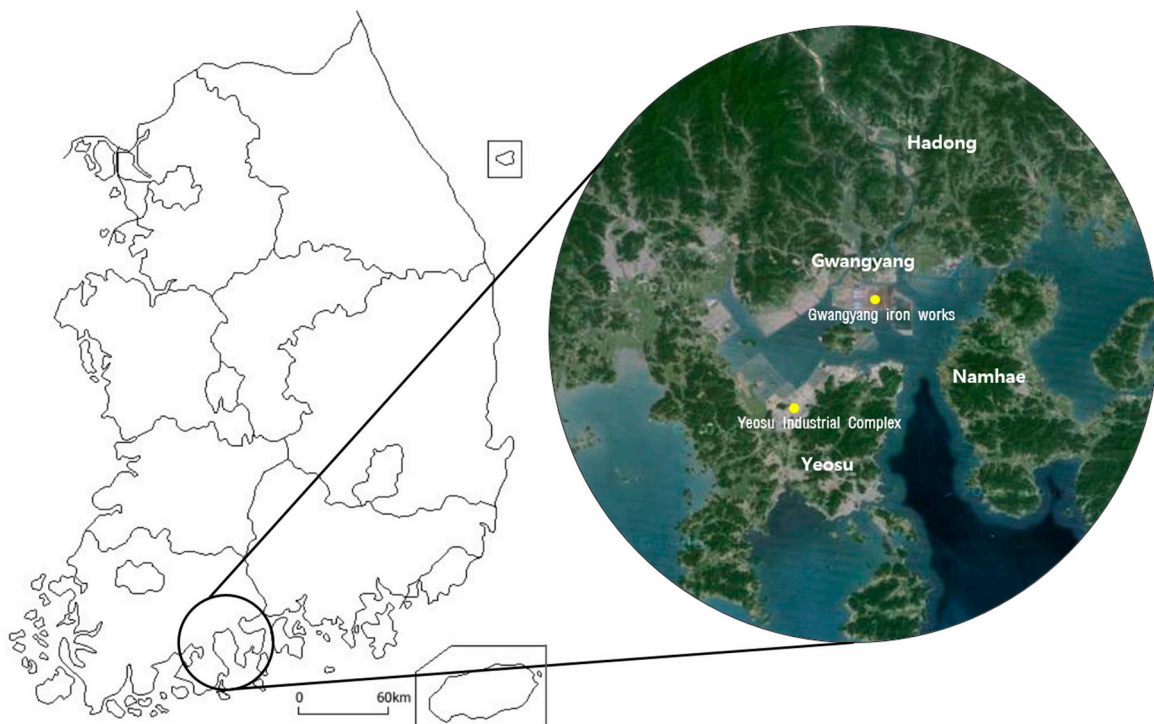 Hadong
Gwangyang
Gwangyang iron works
Namhae
Yeosu Industrial Complex
Yeosu
0 60km